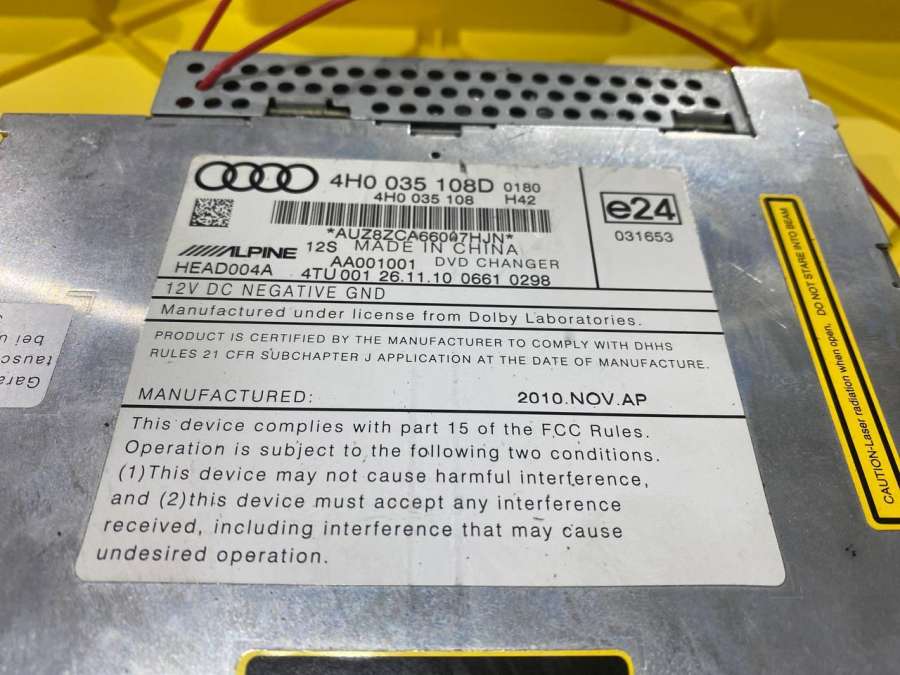 4H0 035 108D 0180
4H0 035 108 H42
*AUZ8ZCA66007HJN*
e24
031653
ALPINE 12S MADE IN CHINA
HEAD004A AA001001 DVD CHANGER
4TU 001 26.11.10 0661 0298
12V DC NEGATIVE GND
Manufactured under license from Dolby Laboratories.
PRODUCT IS CERTIFIED BY THE MANUFACTURER TO COMPLY WITH DHHS
RULES 21 CFR SUBCHAPTER J APPLICATION AT THE DATE OF MANUFACTURE.
MANUFACTURED: 2010.NOV.AP
This device complies with part 15 of the FCC Rules.
Operation is subject to the following two conditions.
(1)This device may not cause harmful interference,
and (2)this device must accept any interference
received, including interference that may cause
undesired operation.
CAUTION-Laser radiation when open, DO NOT STARE INTO BEAM
Gara
tausc
bei u